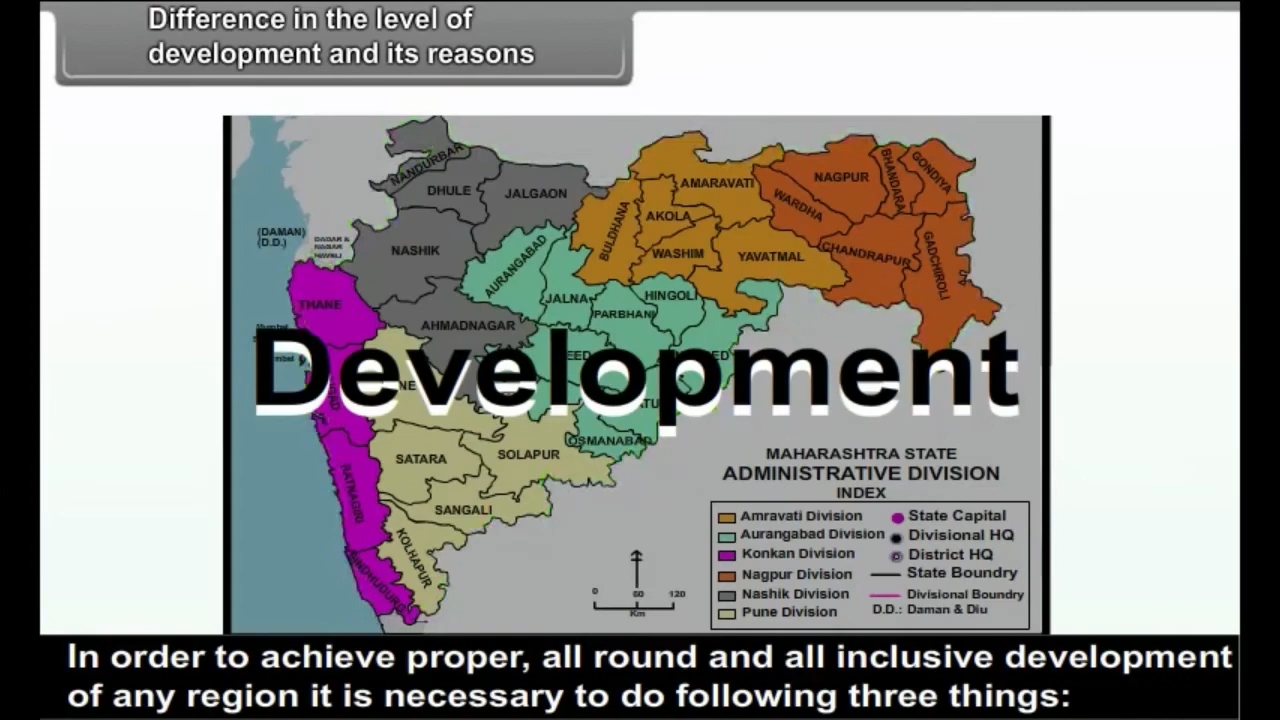 Difference in the level of
development and its reasons
NANDURBAR
DHULE
JALGAON
NASHIK
(DAMAN)
(D.D.)
DADAR &
NAGAR
HAVELI
THANE
AHMADNAGAR
AURANGABAD
JALNA
PARBHANI
HINGOLI
BULDHANA
AKOLA
AMARAVATI
WASHIM
YAVATMAL
WARDHA
NAGPUR
BHANDARA
GONDIYA
CHANDRAPUR
GADCHIROLI
Development
OSMANABAD
SATARA
SOLAPUR
SANGALI
RATNAGIRI
KOLHAPUR
SINDHUDURG
MAHARASHTRA STATE
ADMINISTRATIVE DIVISION
INDEX
Amravati Division
Aurangabad Division
Konkan Division
Nagpur Division
Nashik Division
Pune Division
State Capital
Divisional HQ
District HQ
State Boundry
Divisional Boundry
D.D.: Daman & Diu
0 60 120
Km
In order to achieve proper, all round and all inclusive development
of any region it is necessary to do following three things: